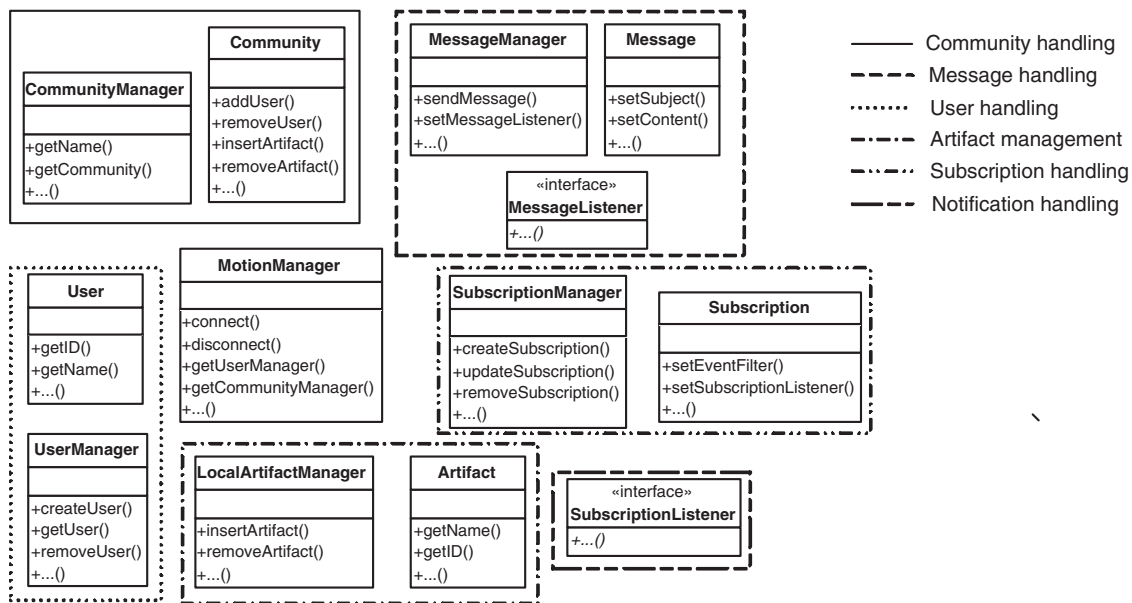 Community
+addUser()
+removeUser()
+insertArtifact()
+removeArtifact()
+...()
CommunityManager
+getName()
+getCommunity()
+...()
MessageManager
+sendMessage()
+setMessageListener()
+...()
Message
+setSubject()
+setContent()
+...()
«interface»
MessageListener
+...()
Community handling
Message handling
User handling
Artifact management
Subscription handling
Notification handling
User
+getID()
+getName()
+...()
UserManager
+createUser()
+getUser()
+removeUser()
+...()
MotionManager
+connect()
+disconnect()
+getUserManager()
+getCommunityManager()
+...()
SubscriptionManager
+createSubscription()
+updateSubscription()
+removeSubscription()
+...()
Subscription
+setEventFilter()
+setSubscriptionListener()
+...()
LocalArtifactManager
+insertArtifact()
+removeArtifact()
+...()
Artifact
+getName()
+getID()
+...()
«interface»
SubscriptionListener
+...()